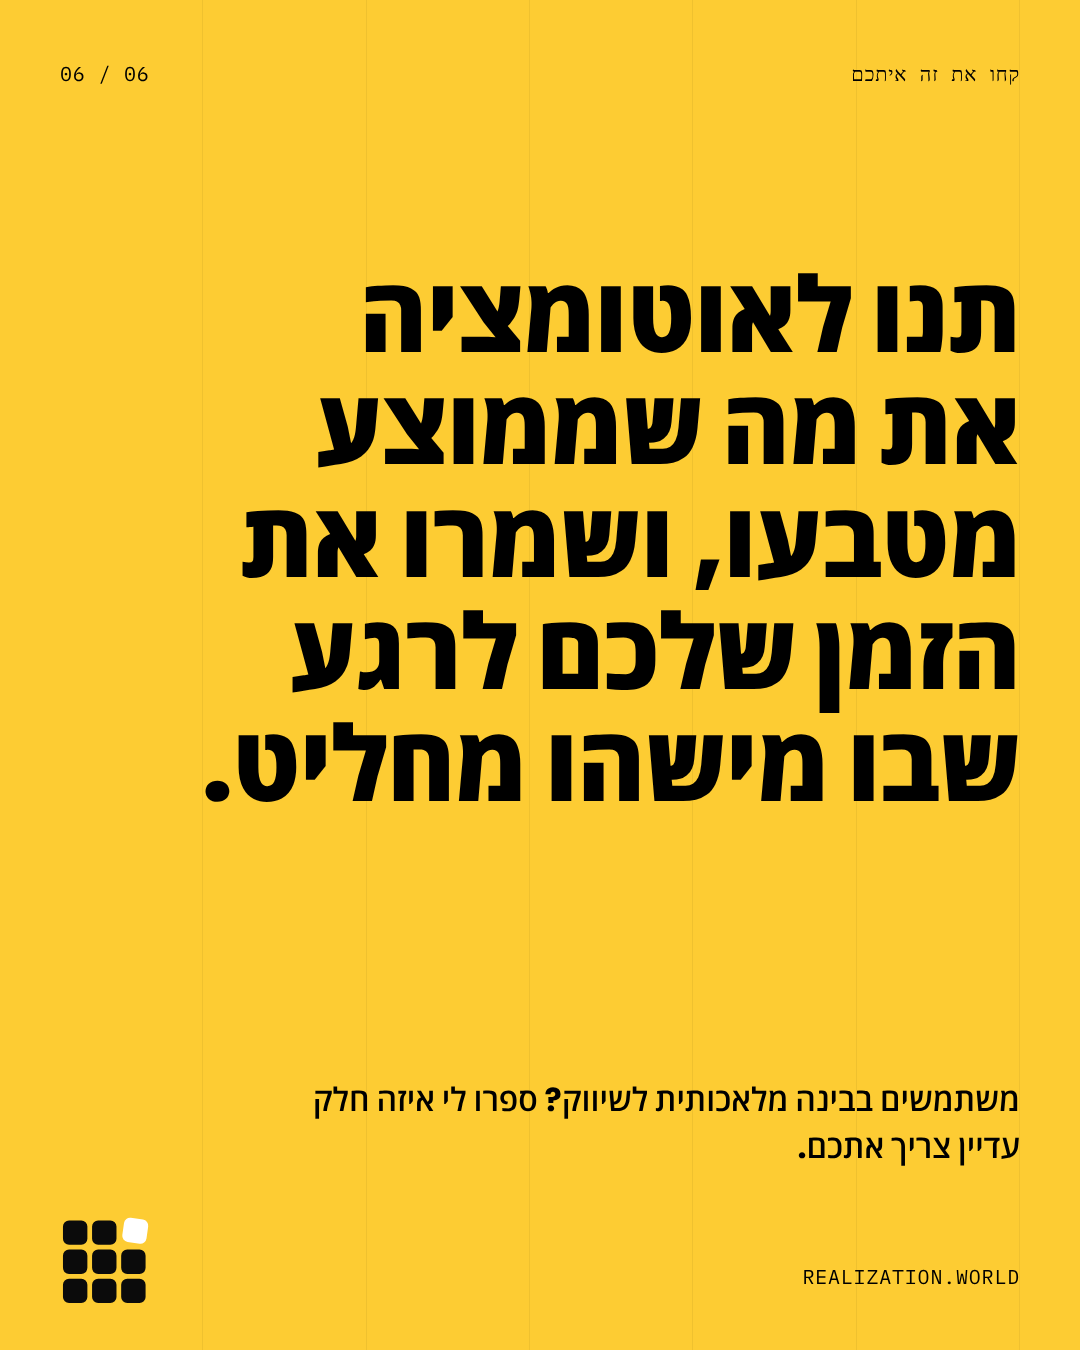 קחו את זה איתכם
06 / 06
תנו לאוטומציה
את מה שממוצע
מטבעו, ושמרו את
הזמן שלכם לרגע
שבו מישהו מחליט.
משתמשים בבינה מלאכותית לשיווק? ספרו לי איזה חלק
עדיין צריך אתכם.
REALIZATION.WORLD